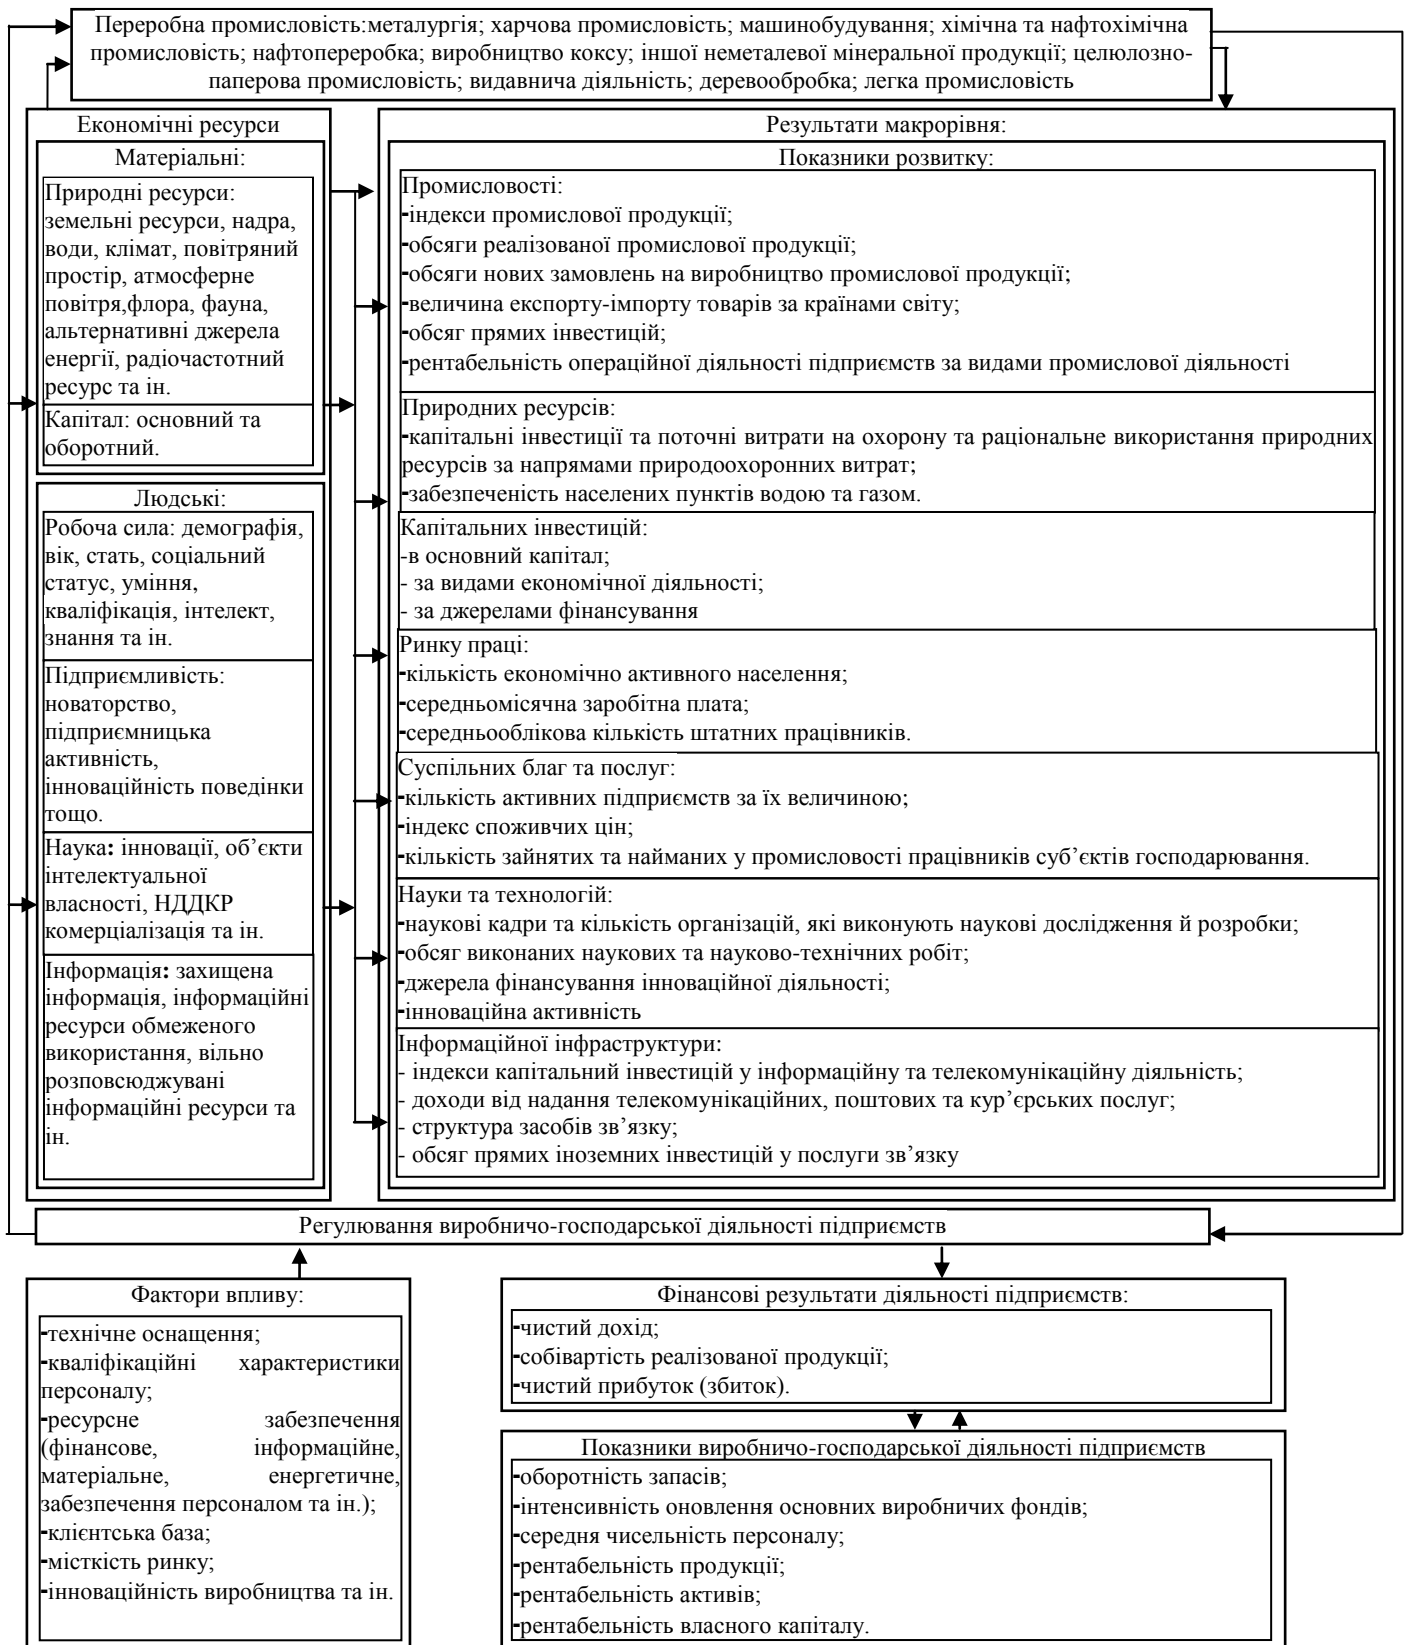 Переробна промисловість:металургія; харчова промисловість; машинобудування; хімічна та нафтохімічна
промисловість; нафтопереробка; виробництво коксу; іншої неметалевої мінеральної продукції; целюлозно-
паперова промисловість; видавнича діяльність; деревообробка; легка промисловість
Економічні ресурси
Матеріальні:
Природні ресурси:
земельні ресурси, надра,
води, клімат, повітряний
простір, атмосферне
повітря,флора, фауна,
альтернативні джерела
енергії, радіочастотний
ресурс та ін.
Капітал: основний та
оборотний.
Людські:
Робоча сила: демографія,
вік, стать, соціальний
статус, уміння,
кваліфікація, інтелект,
знання та ін.
Підприємливість:
новаторство,
підприємницька
активність,
інноваційність поведінки
тощо.
Наука: інновації, об’єкти
інтелектуальної
власності, НДДКР
комерціалізація та ін.
Інформація: захищена
інформація, інформаційні
ресурси обмеженого
використання, вільно
розповсюджувані
інформаційні ресурси та
ін.
Результати макрорівня:
Показники розвитку:
Промисловості:
-індекси промислової продукції;
-обсяги реалізованої промислової продукції;
-обсяги нових замовлень на виробництво промислової продукції;
-величина експорту-імпорту товарів за країнами світу;
-обсяг прямих інвестицій;
-рентабельність операційної діяльності підприємств за видами промислової діяльності
Природних ресурсів:
-капітальні інвестиції та поточні витрати на охорону та раціональне використання природних
ресурсів за напрямами природоохоронних витрат;
-забезпеченість населених пунктів водою та газом.
Капітальних інвестицій:
-в основний капітал;
- за видами економічної діяльності;
- за джерелами фінансування
Ринку праці:
-кількість економічно активного населення;
-середньомісячна заробітна плата;
-середньооблікова кількість штатних працівників.
Суспільних благ та послуг:
-кількість активних підприємств за їх величиною;
-індекс споживчих цін;
-кількість зайнятих та найманих у промисловості працівників суб’єктів господарювання.
Науки та технологій:
-наукові кадри та кількість організацій, які виконують наукові дослідження й розробки;
-обсяг виконаних наукових та науково-технічних робіт;
-джерела фінансування інноваційної діяльності;
-інноваційна активність
Інформаційної інфраструктури:
- індекси капітальний інвестицій у інформаційну та телекомунікаційну діяльність;
- доходи від надання телекомунікаційних, поштових та кур’єрських послуг;
- структура засобів зв’язку;
- обсяг прямих іноземних інвестицій у послуги зв’язку
Регулювання виробничо-господарської діяльності підприємств
Фактори впливу:
-технічне оснащення;
-кваліфікаційні характеристики
персоналу;
-ресурсне забезпечення
(фінансове, інформаційне,
матеріальне, енергетичне,
забезпечення персоналом та ін.);
-клієнтська база;
-місткість ринку;
-інноваційність виробництва та ін.
Фінансові результати діяльності підприємств:
-чистий дохід;
-собівартість реалізованої продукції;
-чистий прибуток (збиток).
Показники виробничо-господарської діяльності підприємств
-оборотність запасів;
-інтенсивність оновлення основних виробничих фондів;
-середня чисельність персоналу;
-рентабельність продукції;
-рентабельність активів;
-рентабельність власного капіталу.